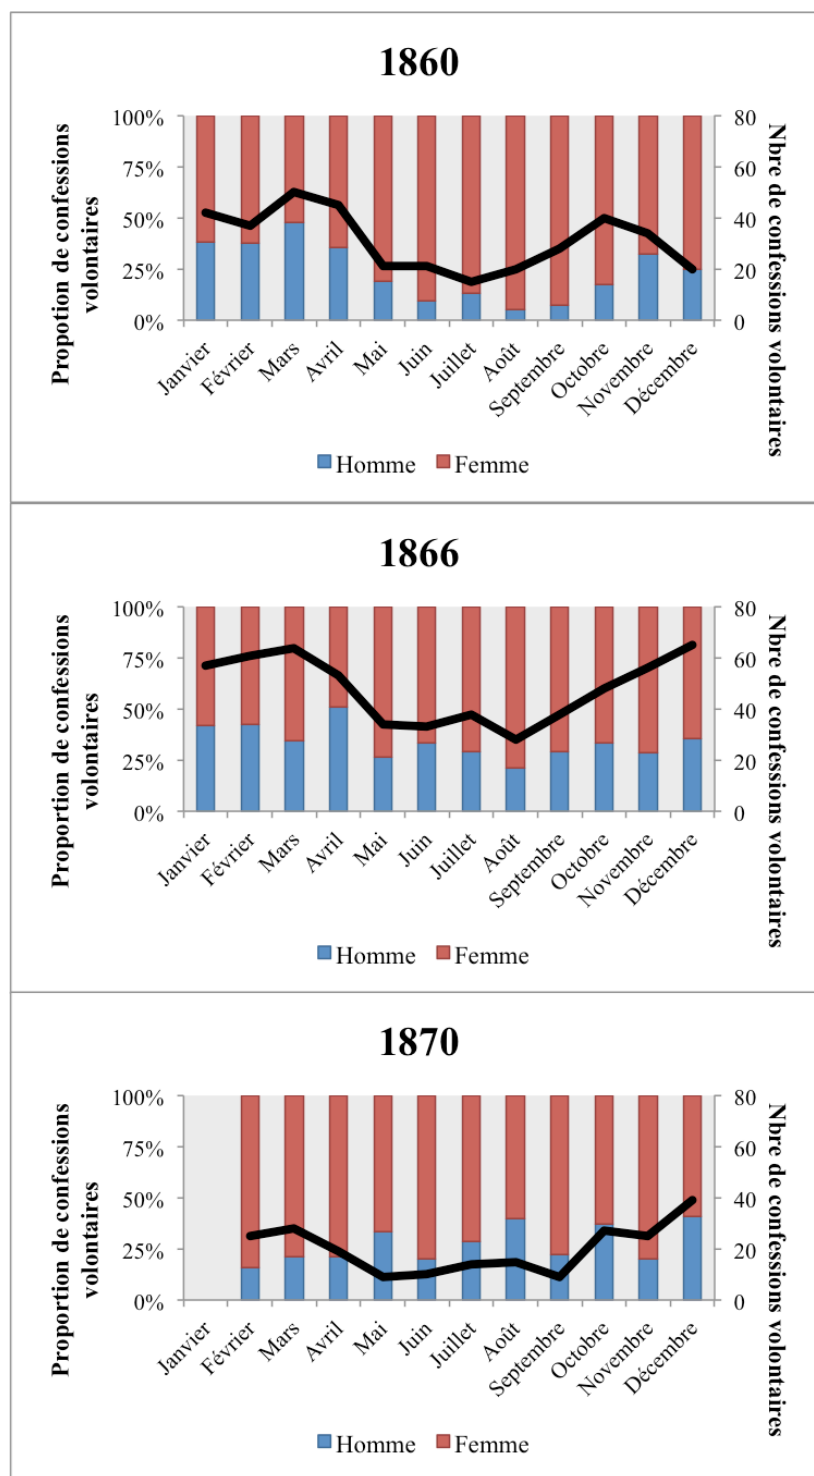 1860
Propotion de confessions
volontaires
100%
75%
50%
25%
0%
80
60
40
20
0
Nbre de confessions volontaires
Janvier
Février
Mars
Avril
Mai
Juin
Juillet
Août
Septembre
Octobre
Novembre
Décembre
Homme Femme
1866
Proportion de confessions
volontaires
100%
75%
50%
25%
0%
80
60
40
20
0
Nbre de confessions volontaires
Janvier
Février
Mars
Avril
Mai
Juin
Juillet
Août
Septembre
Octobre
Novembre
Décembre
Homme Femme
1870
Proportion de confessions
volontaires
100%
75%
50%
25%
0%
80
60
40
20
0
Nbre de confessions volontaires
Janvier
Février
Mars
Avril
Mai
Juin
Juillet
Août
Septembre
Octobre
Novembre
Décembre
Homme Femme